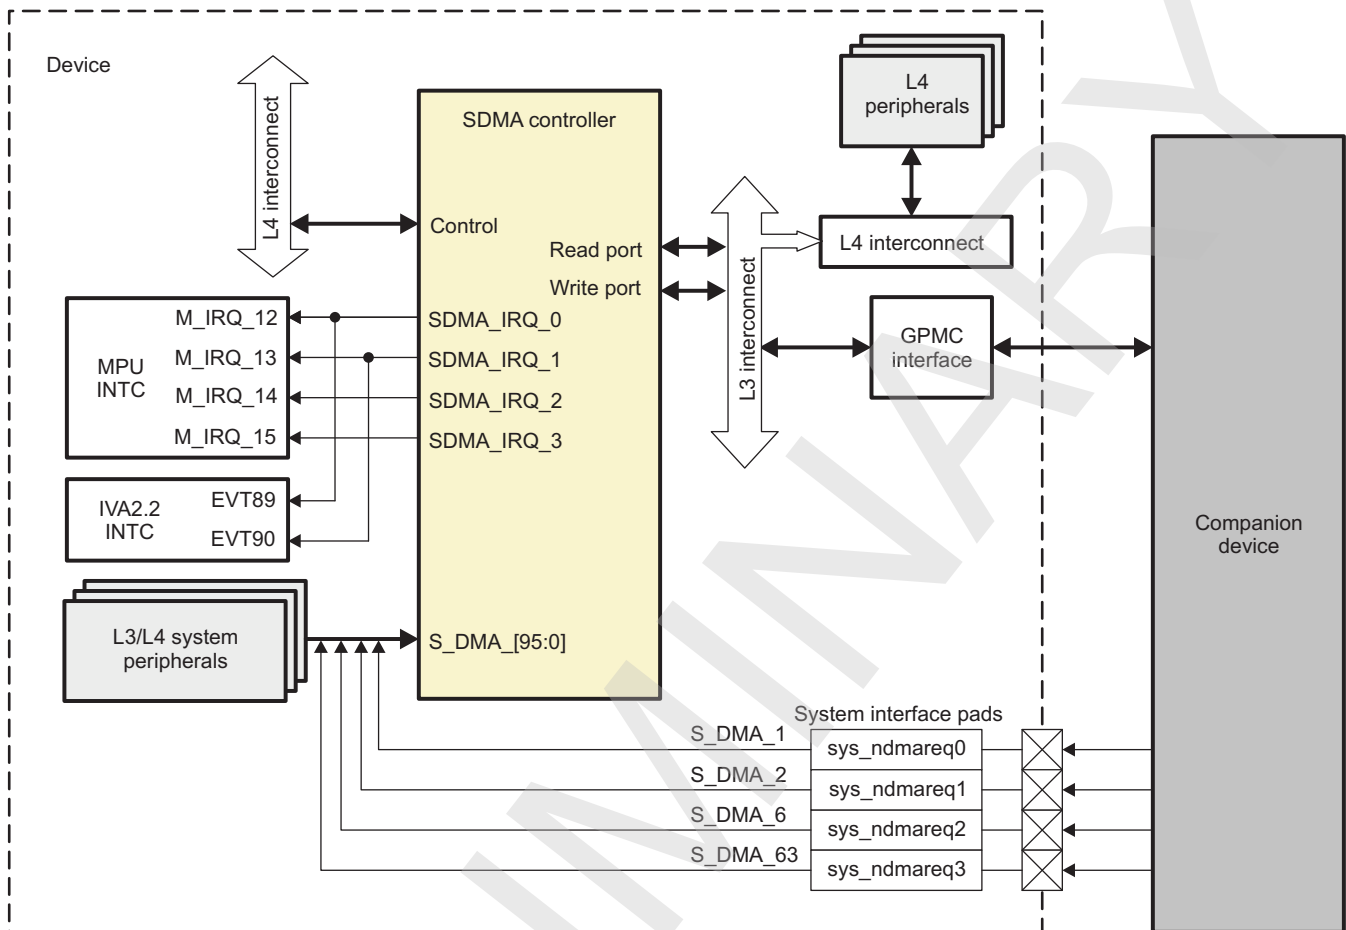 Device
L4 interconnect
SDMA controller
Control
Read port
Write port
SDMA_IRQ_0
SDMA_IRQ_1
SDMA_IRQ_2
SDMA_IRQ_3
S_DMA_[95:0]
MPU
INTC
M_IRQ_12
M_IRQ_13
M_IRQ_14
M_IRQ_15
IVA2.2
INTC
EVT89
EVT90
L3/L4 system
peripherals
L3 interconnect
L4
peripherals
L4 interconnect
GPMC
interface
Companion
device
System interface pads
S_DMA_1
sys_ndmareq0
S_DMA_2
sys_ndmareq1
S_DMA_6
sys_ndmareq2
S_DMA_63
sys_ndmareq3
MINARY